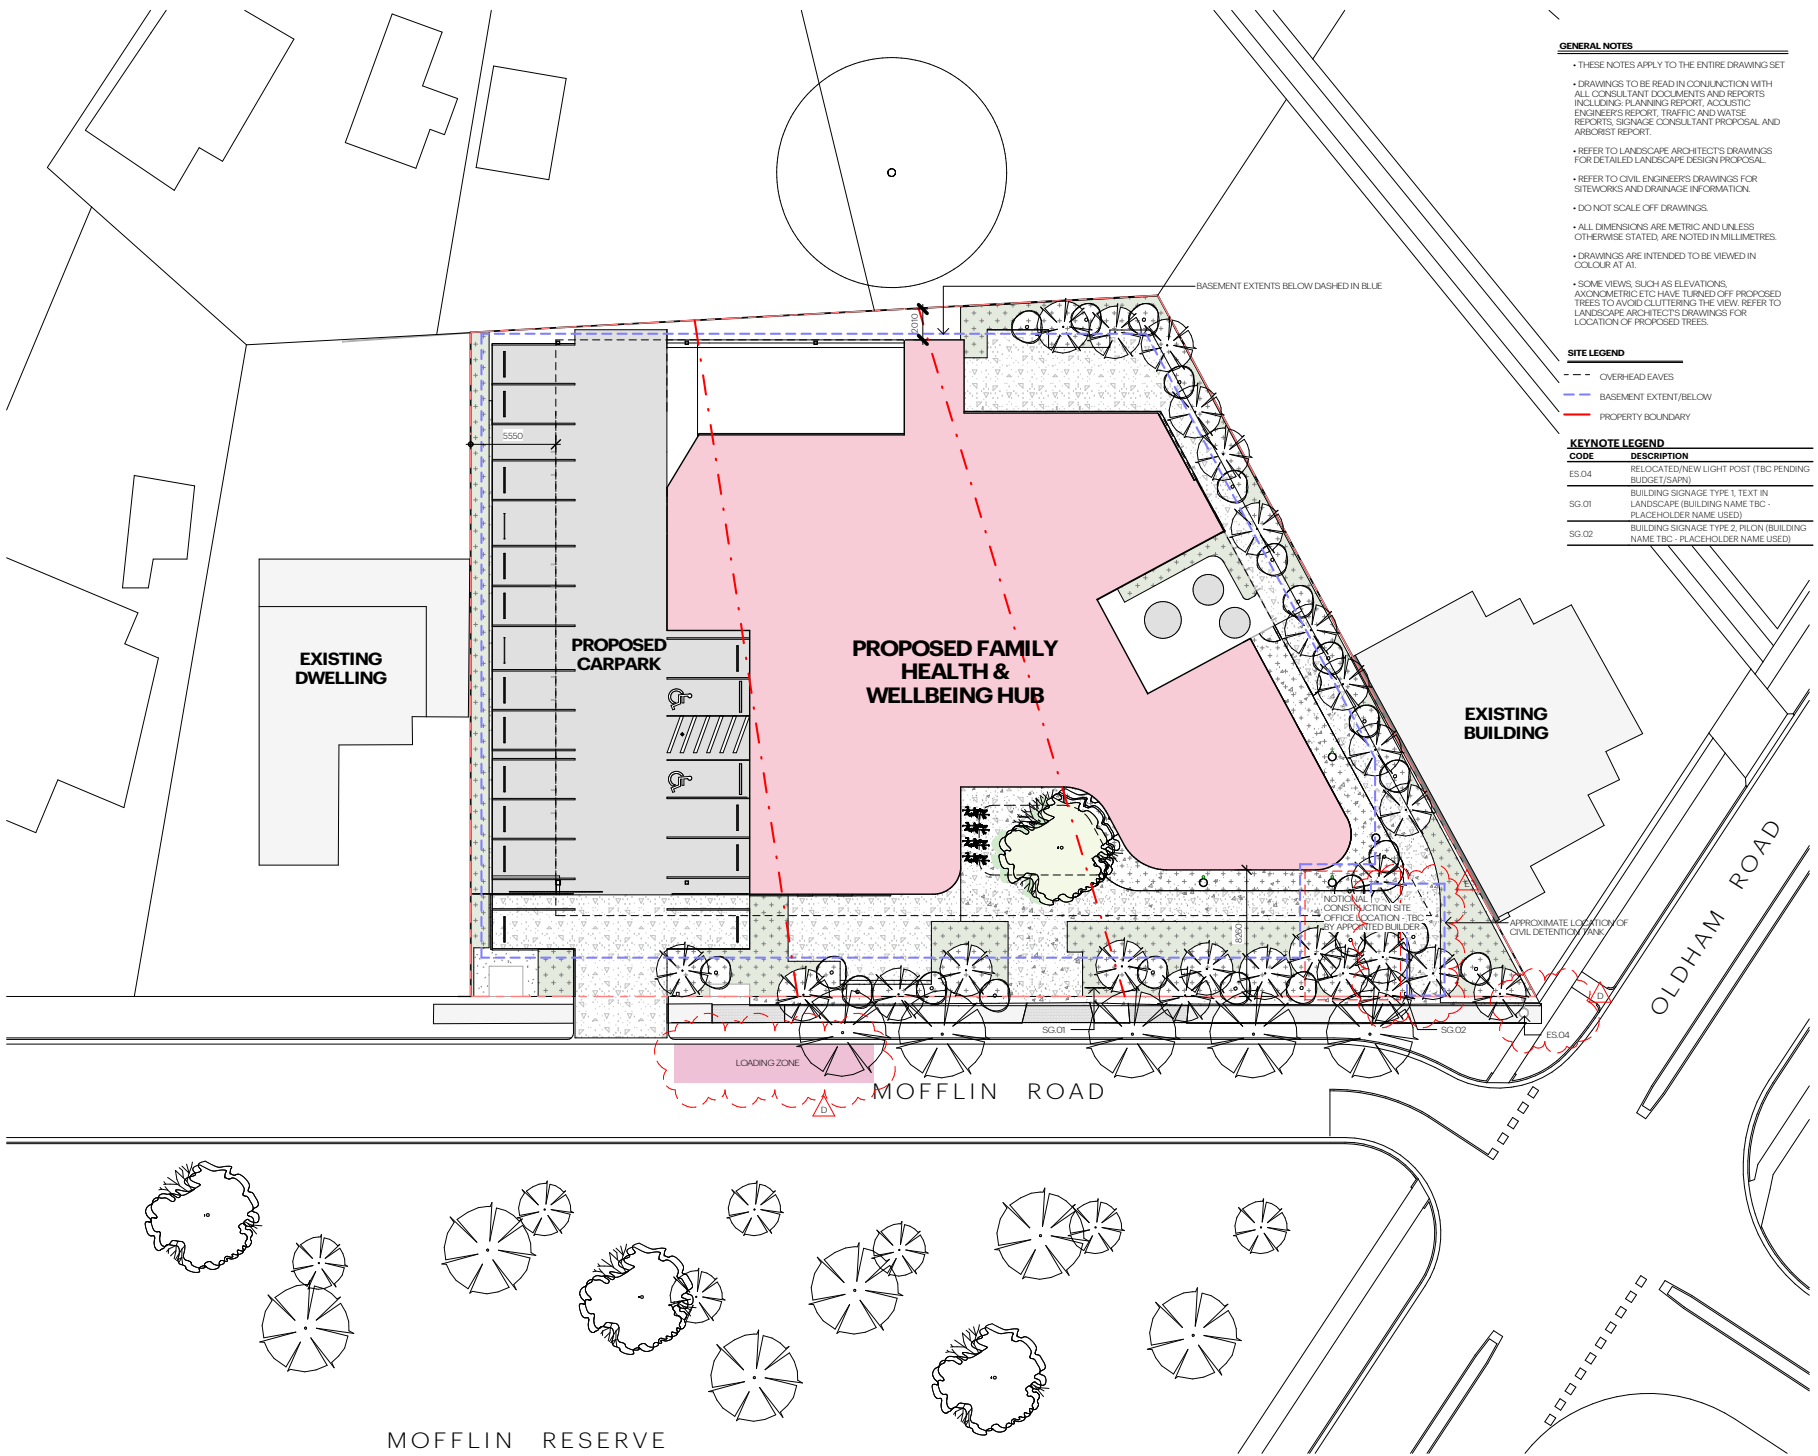 GENERAL NOTES
• THESE NOTES APPLY TO THE ENTIRE DRAWING SET
• DRAWINGS TO BE READ IN CONJUNCTION WITH
ALL CONSULTANT DOCUMENTS AND REPORTS
INCLUDING: PLANNING REPORT, ACOUSTIC
ENGINEER'S REPORT, TRAFFIC AND WATSE
REPORTS, SIGNAGE CONSULTANT PROPOSAL AND
ARBORIST REPORT.
• REFER TO LANDSCAPE ARCHITECT'S DRAWINGS
FOR DETAILED LANDSCAPE DESIGN PROPOSAL.
• REFER TO CIVIL ENGINEER'S DRAWINGS FOR
SITEWORKS AND DRAINAGE INFORMATION.
• DO NOT SCALE OFF DRAWINGS.
• ALL DIMENSIONS ARE METRIC AND UNLESS
OTHERWISE STATED, ARE NOTED IN MILLIMETRES.
• DRAWINGS ARE INTENDED TO BE VIEWED IN
COLOUR AT A1.
• SOME VIEWS, SUCH AS ELEVATIONS,
AXONOMETRIC ETC HAVE TURNED OFF PROPOSED
TREES TO AVOID CLUTTERING THE VIEW. REFER TO
LANDSCAPE ARCHITECT'S DRAWINGS FOR
LOCATION OF PROPOSED TREES.
SITE LEGEND
OVERHEAD EAVES
BASEMENT EXTENT/BELOW
PROPERTY BOUNDARY
KEYNOTE LEGEND
CODE DESCRIPTION
ES.04 RELOCATED/NEW LIGHT POST (TBC PENDING
BUDGET/SAPN)
SG.01 BUILDING SIGNAGE TYPE 1, TEXT IN
LANDSCAPE (BUILDING NAME TBC -
PLACEHOLDER NAME USED)
SG.02 BUILDING SIGNAGE TYPE 2, PILON (BUILDING
NAME TBC - PLACEHOLDER NAME USED)
BASEMENT EXTENTS BELOW DASHED IN BLUE
2010
5550
EXISTING
DWELLING
PROPOSED
CARPARK
PROPOSED FAMILY
HEALTH &
WELLBEING HUB
EXISTING
BUILDING
8260
NOTIONAL
CONSTRUCTION SITE
OFFICE LOCATION - TBC
BY APPOINTED BUILDER
APPROXIMATE LOCATION OF
CIVIL DETENTION TANK
SG.01
SG.02
ES.04
D
LOADING ZONE
D
MOFFLIN ROAD
OLDHAM ROAD
MOFFLIN RESERVE